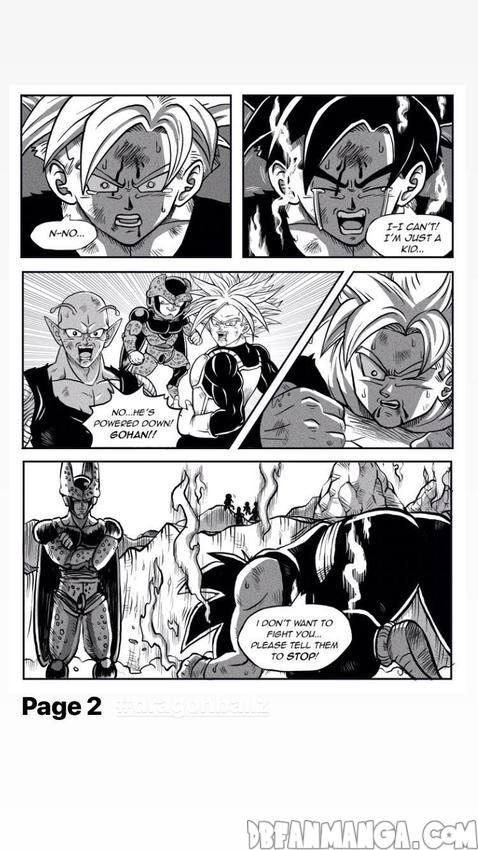 N-NO...
I-I CAN'T!
I'M JUST A
KID...
NO...HE'S
POWERED DOWN!
GOHAN!!
I DON'T WANT TO
FIGHT YOU...
PLEASE TELL THEM
TO STOP!
Page 2 #dragonballz
DBFANMANGA.COM